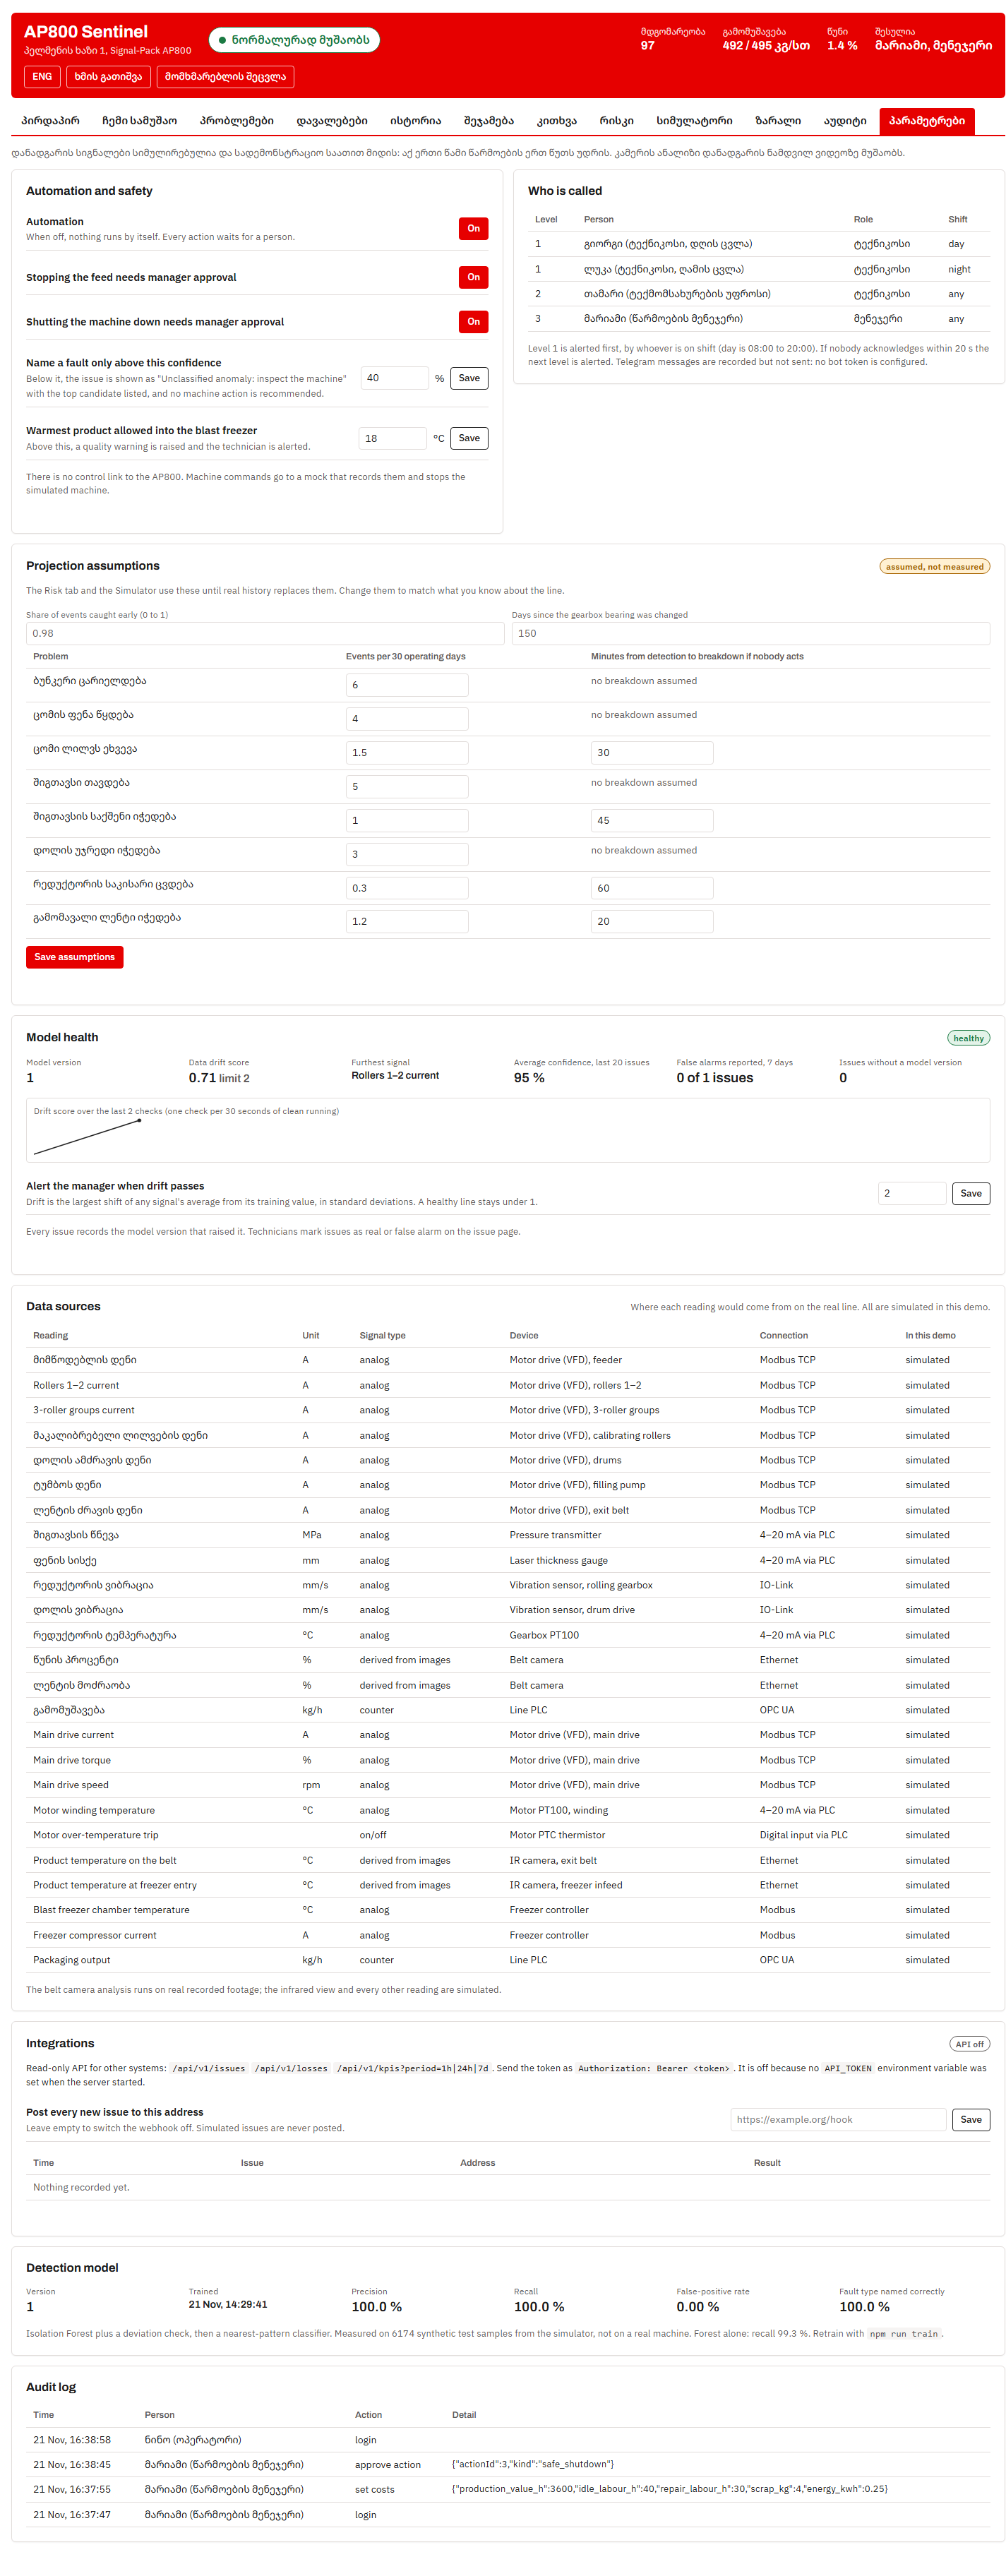 AP800 Sentinel
პელმენის ხაზი 1, Signal-Pack AP800
ნორმალურად მუშაობს
მდგომარეობა
97
გამომუშავება
492 / 495 კგ/სთ
წუნი
1.4 %
შესულია
მარიამი, მენეჯერი
ENG
ხმის გათიშვა
მომხმარებლის შეცვლა
პირდაპირ
ჩემი სამუშაო
პრობლემები
დავალებები
ისტორია
შეჯამება
კითხვა
რისკი
სიმულატორი
ზარალი
აუდიტი
პარამეტრები
დანადგარის სიგნალები სიმულირებულია და სადემონსტრაციო საათით მიდის: აქ ერთი წამი წარმოების ერთ წუთს უდრის. კამერის ანალიზი დანადგარის ნამდვილ ვიდეოზე მუშაობს.
Automation and safety
Automation
When off, nothing runs by itself. Every action waits for a person.
On
Stopping the feed needs manager approval
On
Shutting the machine down needs manager approval
On
Name a fault only above this confidence
Below it, the issue is shown as "Unclassified anomaly: inspect the machine"
with the top candidate listed, and no machine action is recommended.
40 % Save
Warmest product allowed into the blast freezer
Above this, a quality warning is raised and the technician is alerted.
18 °C Save
There is no control link to the AP800. Machine commands go to a mock that records them and stops the
simulated machine.
Who is called
Level Person Role Shift
1 გიორგი (ტექნიკოსი, დღის ცვლა) ტექნიკოსი day
1 ლუკა (ტექნიკოსი, ღამის ცვლა) ტექნიკოსი night
2 თამარი (ტექმომსახურების უფროსი) ტექნიკოსი any
3 მარიამი (წარმოების მენეჯერი) მენეჯერი any
Level 1 is alerted first, by whoever is on shift (day is 08:00 to 20:00). If nobody acknowledges within 20 s the
next level is alerted. Telegram messages are recorded but not sent: no bot token is configured.
Projection assumptions
assumed, not measured
The Risk tab and the Simulator use these until real history replaces them. Change them to match what you know about the line.
Share of events caught early (0 to 1)
0.98
Days since the gearbox bearing was changed
150
Problem Events per 30 operating days Minutes from detection to breakdown if nobody acts
ბუნკერი ცარიელდება 6 no breakdown assumed
ცომის ფენა წყდება 4 no breakdown assumed
ცომი ლილვს ეხვევა 1.5 30
შიგთავსი თავდება 5 no breakdown assumed
შიგთავსის საქშენი იჭედება 1 45
დოლის უჯრედი იჭედება 3 no breakdown assumed
რედუქტორის საკისარი ცვდება 0.3 60
გამომავალი ლენტი იჭედება 1.2 20
Save assumptions
Model health
healthy
Model version
1
Data drift score
0.71 limit 2
Furthest signal
Rollers 1–2 current
Average confidence, last 20 issues
95 %
False alarms reported, 7 days
0 of 1 issues
Issues without a model version
0
Drift score over the last 2 checks (one check per 30 seconds of clean running)
Alert the manager when drift passes
Drift is the largest shift of any signal's average from its training value, in standard deviations. A healthy line stays under 1.
2 Save
Every issue records the model version that raised it. Technicians mark issues as real or false alarm on the issue page.
Data sources
Where each reading would come from on the real line. All are simulated in this demo.
Reading Unit Signal type Device Connection In this demo
მიმწოდებლის დენი A analog Motor drive (VFD), feeder Modbus TCP simulated
Rollers 1–2 current A analog Motor drive (VFD), rollers 1–2 Modbus TCP simulated
3-roller groups current A analog Motor drive (VFD), 3-roller groups Modbus TCP simulated
მაკალიბრებელი ლილვების დენი A analog Motor drive (VFD), calibrating rollers Modbus TCP simulated
დოლის ამძრავის დენი A analog Motor drive (VFD), drums Modbus TCP simulated
ტუმბოს დენი A analog Motor drive (VFD), filling pump Modbus TCP simulated
ლენტის ძრავის დენი A analog Motor drive (VFD), exit belt Modbus TCP simulated
შიგთავსის წნევა MPa analog Pressure transmitter 4–20 mA via PLC simulated
ფენის სისქე mm analog Laser thickness gauge 4–20 mA via PLC simulated
რედუქტორის ვიბრაცია mm/s analog Vibration sensor, rolling gearbox IO-Link simulated
დოლის ვიბრაცია mm/s analog Vibration sensor, drum drive IO-Link simulated
რედუქტორის ტემპერატურა °C analog Gearbox PT100 4–20 mA via PLC simulated
წუნის პროცენტი % derived from images Belt camera Ethernet simulated
ლენტის მოძრაობა % derived from images Belt camera Ethernet simulated
გამომუშავება kg/h counter Line PLC OPC UA simulated
Main drive current A analog Motor drive (VFD), main drive Modbus TCP simulated
Main drive torque % analog Motor drive (VFD), main drive Modbus TCP simulated
Main drive speed rpm analog Motor drive (VFD), main drive Modbus TCP simulated
Motor winding temperature °C analog Motor PT100, winding 4–20 mA via PLC simulated
Motor over-temperature trip on/off Motor PTC thermistor Digital input via PLC simulated
Product temperature on the belt °C derived from images IR camera, exit belt Ethernet simulated
Product temperature at freezer entry °C derived from images IR camera, freezer infeed Ethernet simulated
Blast freezer chamber temperature °C analog Freezer controller Modbus simulated
Freezer compressor current A analog Freezer controller Modbus simulated
Packaging output kg/h counter Line PLC OPC UA simulated
The belt camera analysis runs on real recorded footage; the infrared view and every other reading are simulated.
Integrations
API off
Read-only API for other systems: /api/v1/issues /api/v1/losses /api/v1/kpis?period=1h|24h|7d. Send the token as Authorization: Bearer <token>. It is off because no API_TOKEN environment variable was
set when the server started.
Post every new issue to this address
Leave empty to switch the webhook off. Simulated issues are never posted.
https://example.org/hook Save
Time Issue Address Result
Nothing recorded yet.
Detection model
Version
1
Trained
21 Nov, 14:29:41
Precision
100.0 %
Recall
100.0 %
False-positive rate
0.00 %
Fault type named correctly
100.0 %
Isolation Forest plus a deviation check, then a nearest-pattern classifier. Measured on 6174 synthetic test samples from the simulator, not on a real machine. Forest alone: recall 99.3 %. Retrain with npm run train.
Audit log
Time Person Action Detail
21 Nov, 16:38:58 ნინო (ოპერატორი) login
21 Nov, 16:38:45 მარიამი (წარმოების მენეჯერი) approve action {"actionId":3,"kind":"safe_shutdown"}
21 Nov, 16:37:55 მარიამი (წარმოების მენეჯერი) set costs {"production_value_h":3600,"idle_labour_h":40,"repair_labour_h":30,"scrap_kg":4,"energy_kwh":0.25}
21 Nov, 16:37:47 მარიამი (წარმოების მენეჯერი) login